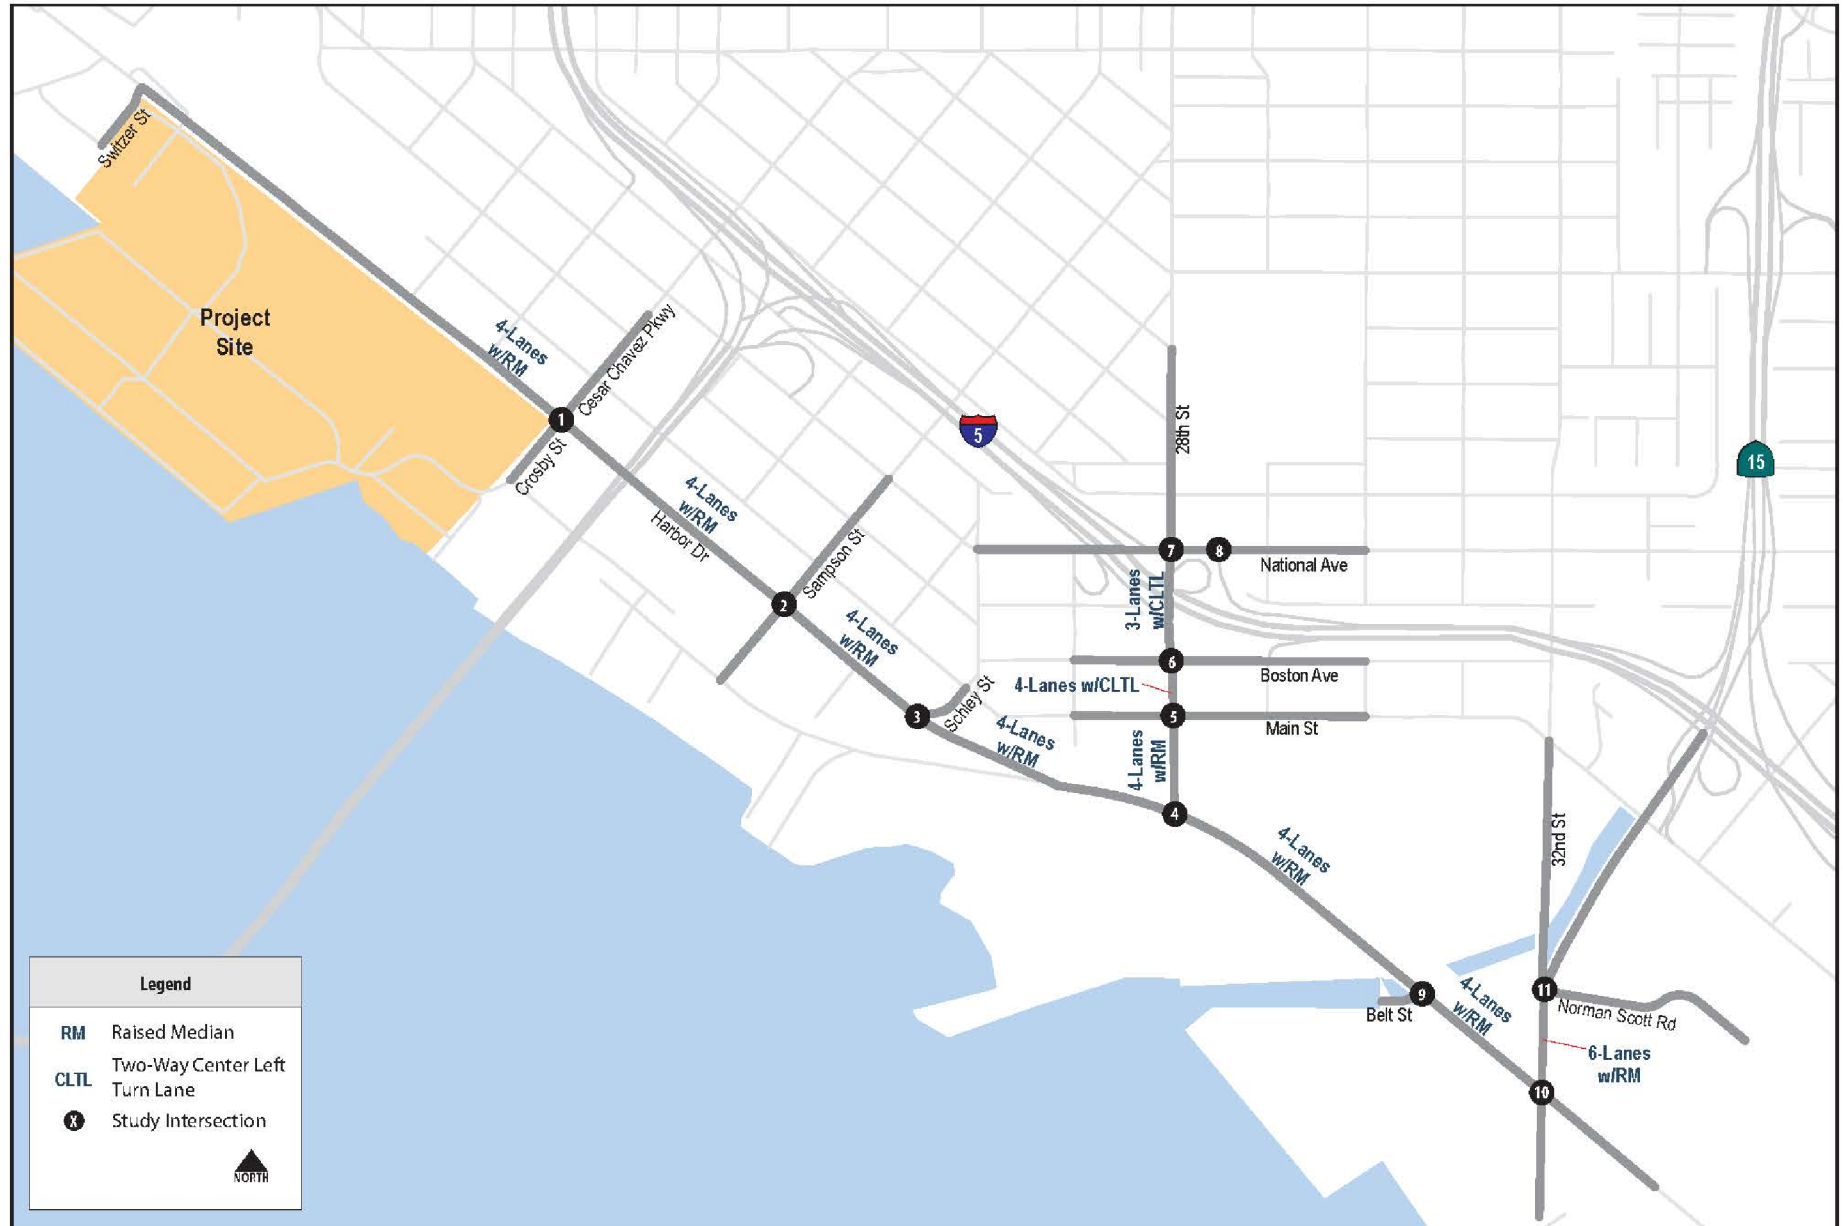 Switzer St
Project
Site
4-Lanes
w/RM
Cesar Chavez Pkwy
1
Crosby St
5
15
28th St
4-Lanes
w/RM
Harbor Dr
Sampson St
2
7
8
National Ave
3-Lanes
w/CLTL
4-Lanes
w/RM
6
Boston Ave
4-Lanes w/CLTL
Schley St
3
5
Main St
4-Lanes
w/RM
4-Lanes
w/RM
4
4-Lanes
w/RM
32nd St
9
Belt St
4-Lanes
w/RM
11
Norman Scott Rd
6-Lanes
w/RM
10
Legend
RM Raised Median
CLTL Two-Way Center Left
Turn Lane
X Study Intersection
NORTH